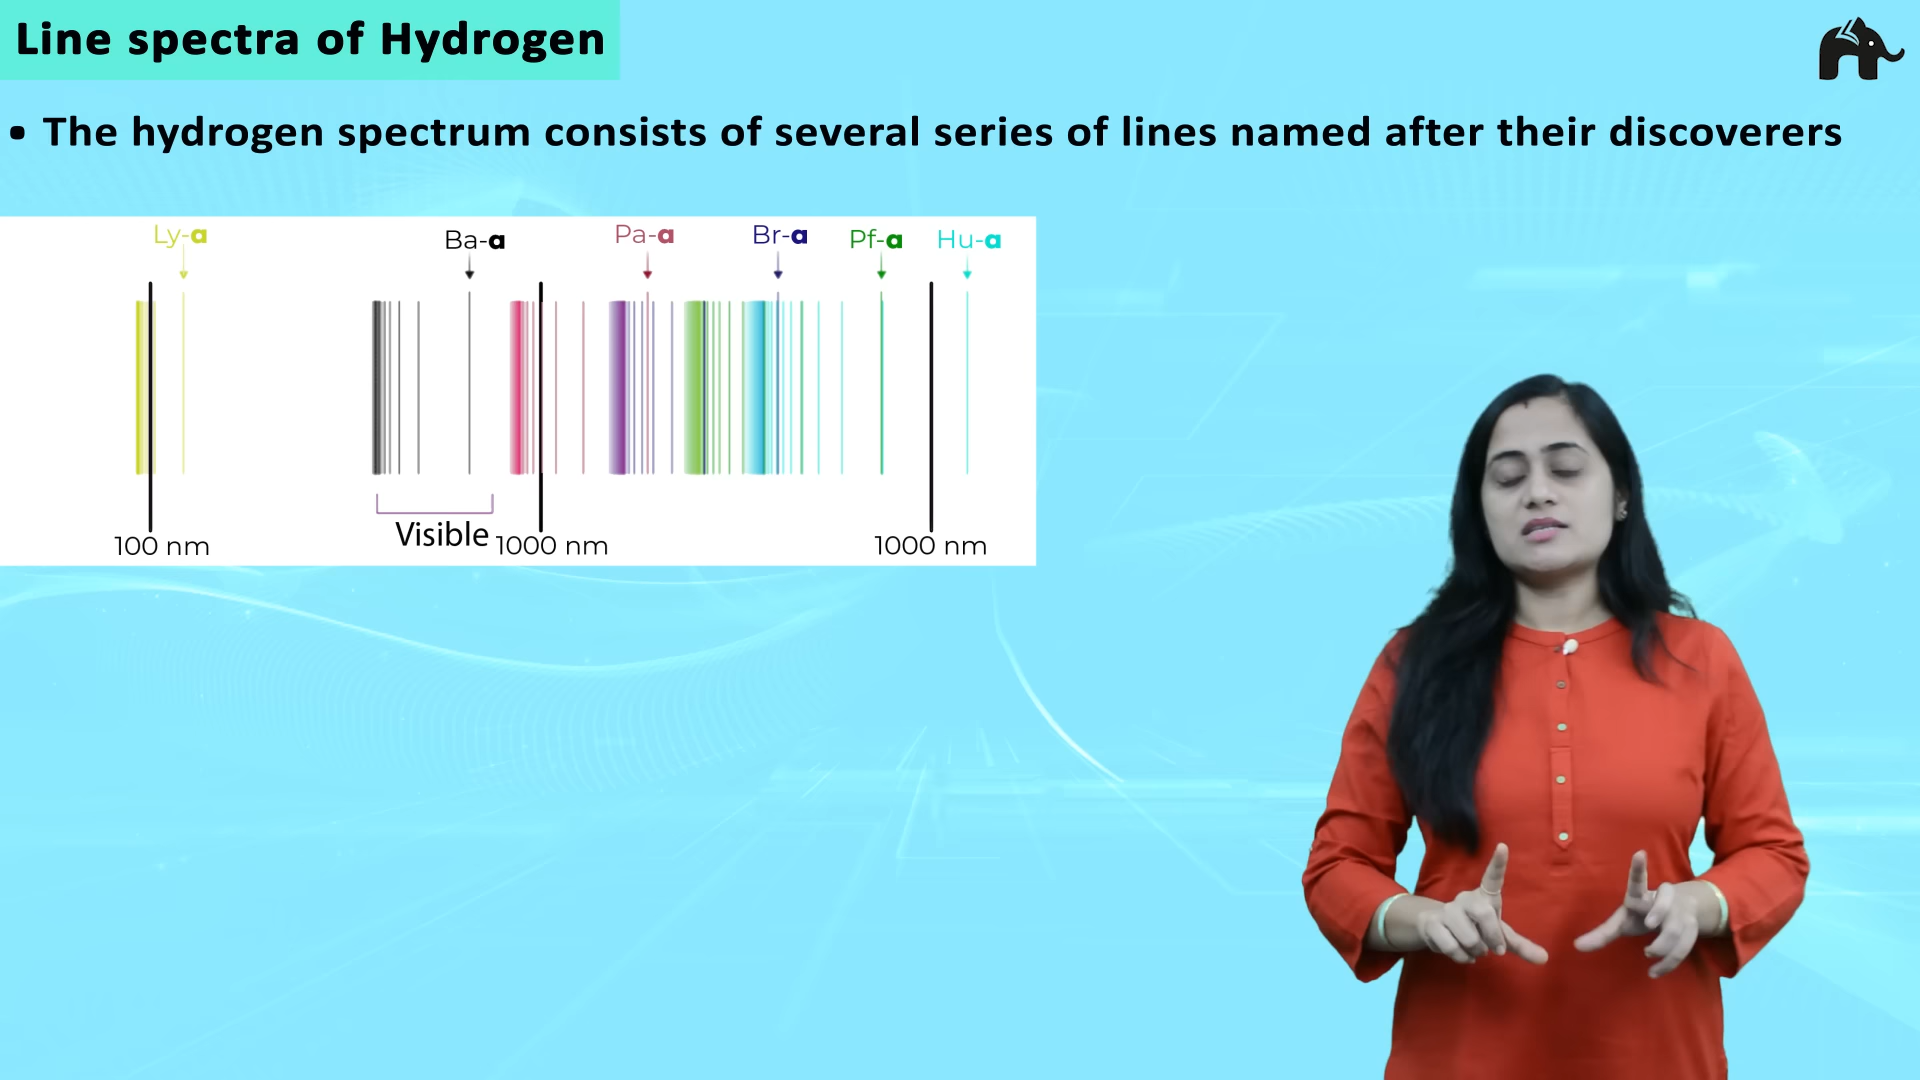 Line spectra of Hydrogen
• The hydrogen spectrum consists of several series of lines named after their discoverers
Ly-α Ba-α Pa-α Br-α Pf-α Hu-α
Visible
100 nm 1000 nm 1000 nm